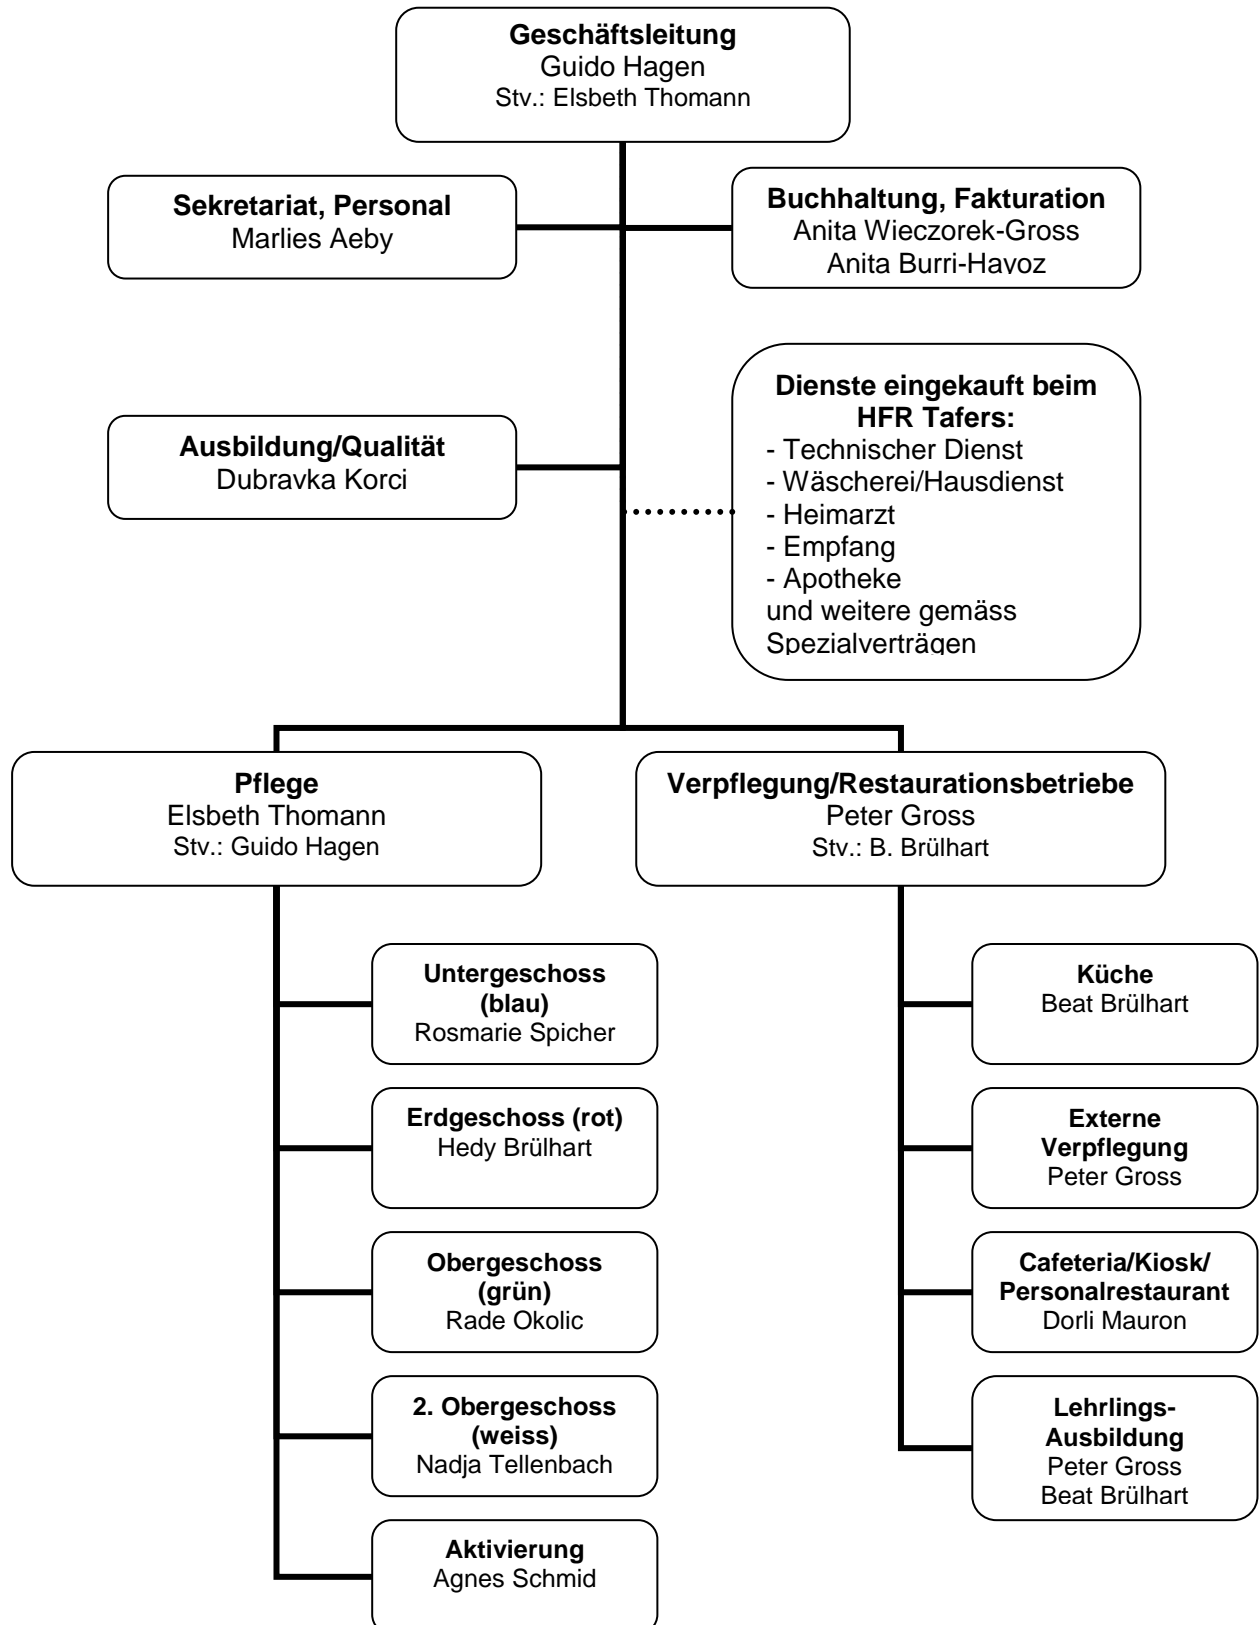 Geschäftsleitung
Guido Hagen
Stv.: Elsbeth Thomann
Sekretariat, Personal
Marlies Aeby
Buchhaltung, Fakturation
Anita Wieczorek-Gross
Anita Burri-Havoz
Dienste eingekauft beim
HFR Tafers:
- Technischer Dienst
- Wäscherei/Hausdienst
- Heimarzt
- Empfang
- Apotheke
und weitere gemäss
Spezialverträgen
Ausbildung/Qualität
Dubravka Korci
Pflege
Elsbeth Thomann
Stv.: Guido Hagen
Verpflegung/Restaurationsbetriebe
Peter Gross
Stv.: B. Brülhart
Untergeschoss
(blau)
Rosmarie Spicher
Erdgeschoss (rot)
Hedy Brülhart
Obergeschoss
(grün)
Rade Okolic
2. Obergeschoss
(weiss)
Nadja Tellenbach
Aktivierung
Agnes Schmid
Küche
Beat Brülhart
Externe
Verpflegung
Peter Gross
Cafeteria/Kiosk/
Personalrestaurant
Dorli Mauron
Lehrlings-
Ausbildung
Peter Gross
Beat Brülhart